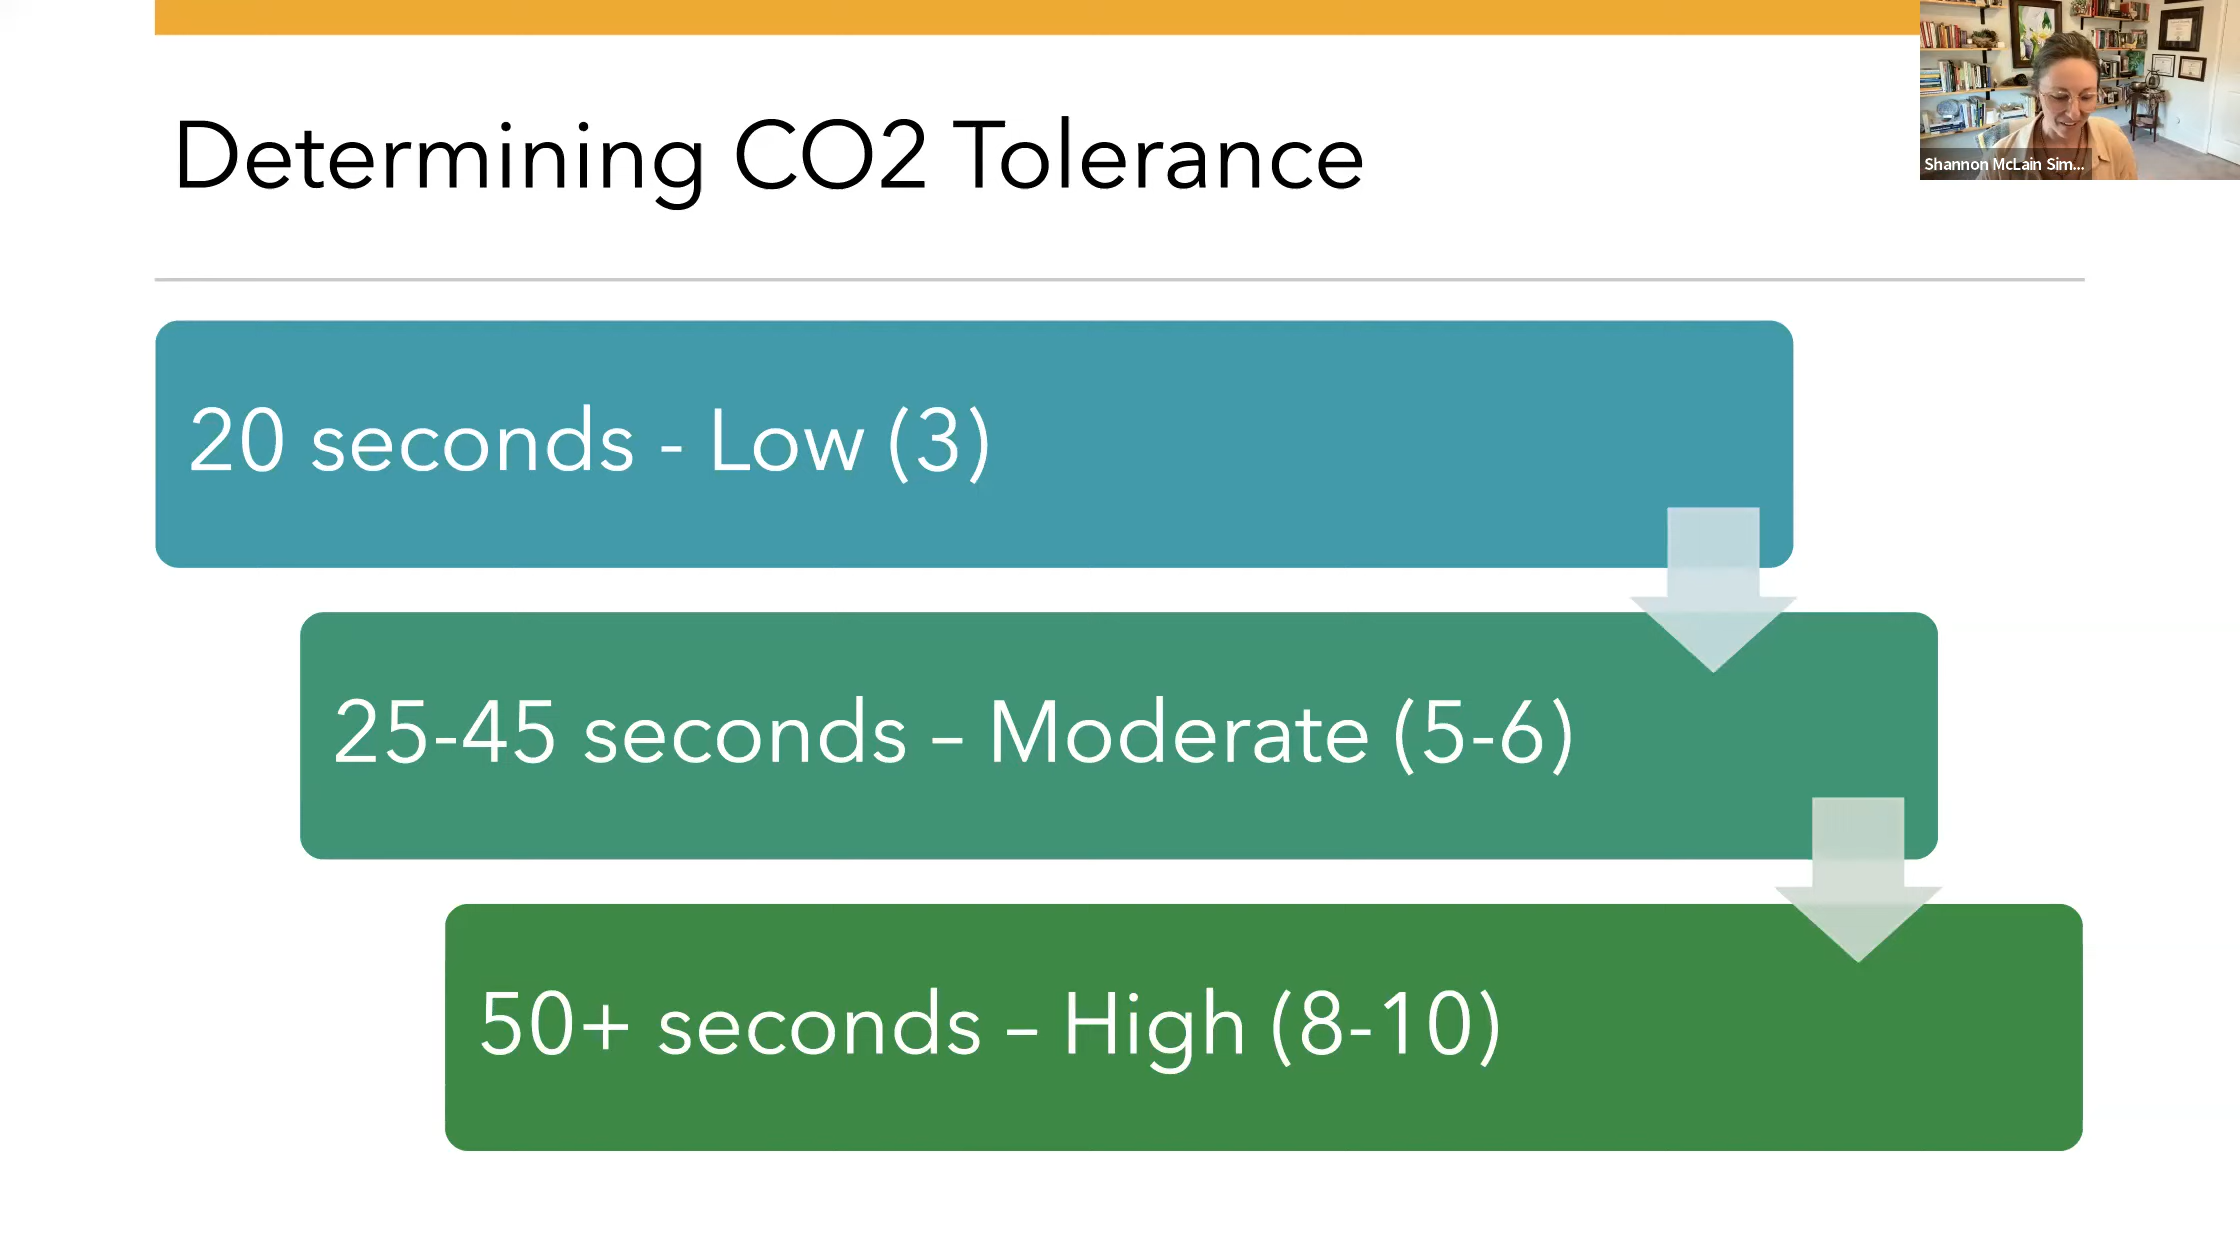 Determining CO2 Tolerance
Shannon McLain Sim...
20 seconds - Low (3)
25-45 seconds – Moderate (5-6)
50+ seconds – High (8-10)